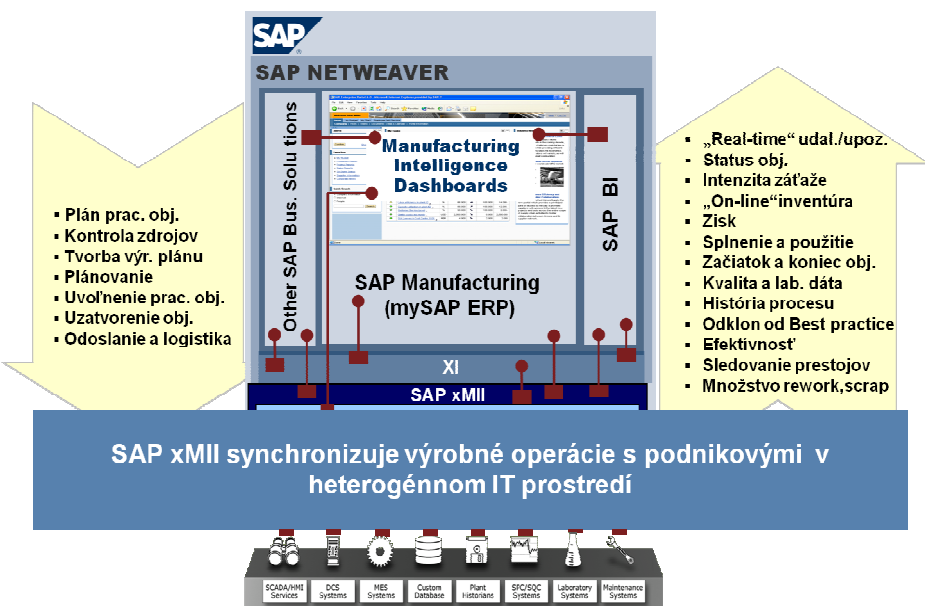 SAP
SAP NETWEAVER
Other SAP Bus. Solutions
Manufacturing
Intelligence
Dashboards
SAP BI
SAP Manufacturing
(mySAP ERP)
XI
SAP xMII
▪ Plán prac. obj.
▪ Kontrola zdrojov
▪ Tvorba výr. plánu
▪ Plánovanie
▪ Uvoľnenie prac. obj.
▪ Uzatvorenie obj.
▪ Odoslanie a logistika
▪ „Real-time“ udal./upoz.
▪ Status obj.
▪ Intenzita záťaže
▪ „On-line“inventúra
▪ Zisk
▪ Splnenie a použitie
▪ Začiatok a koniec obj.
▪ Kvalita a lab. dáta
▪ História procesu
▪ Odklon od Best practice
▪ Efektivnosť
▪ Sledovanie prestojov
▪ Množstvo rework,scrap
SAP xMII synchronizuje výrobné operácie s podnikovými v
heterogénnom IT prostredí
SCADA/HMI
Services
DCS
Systems
MES
Systems
Custom
Database
Plant
Historians
SFC/SQC
Systems
Laboratory
Systems
Maintenance
Systems